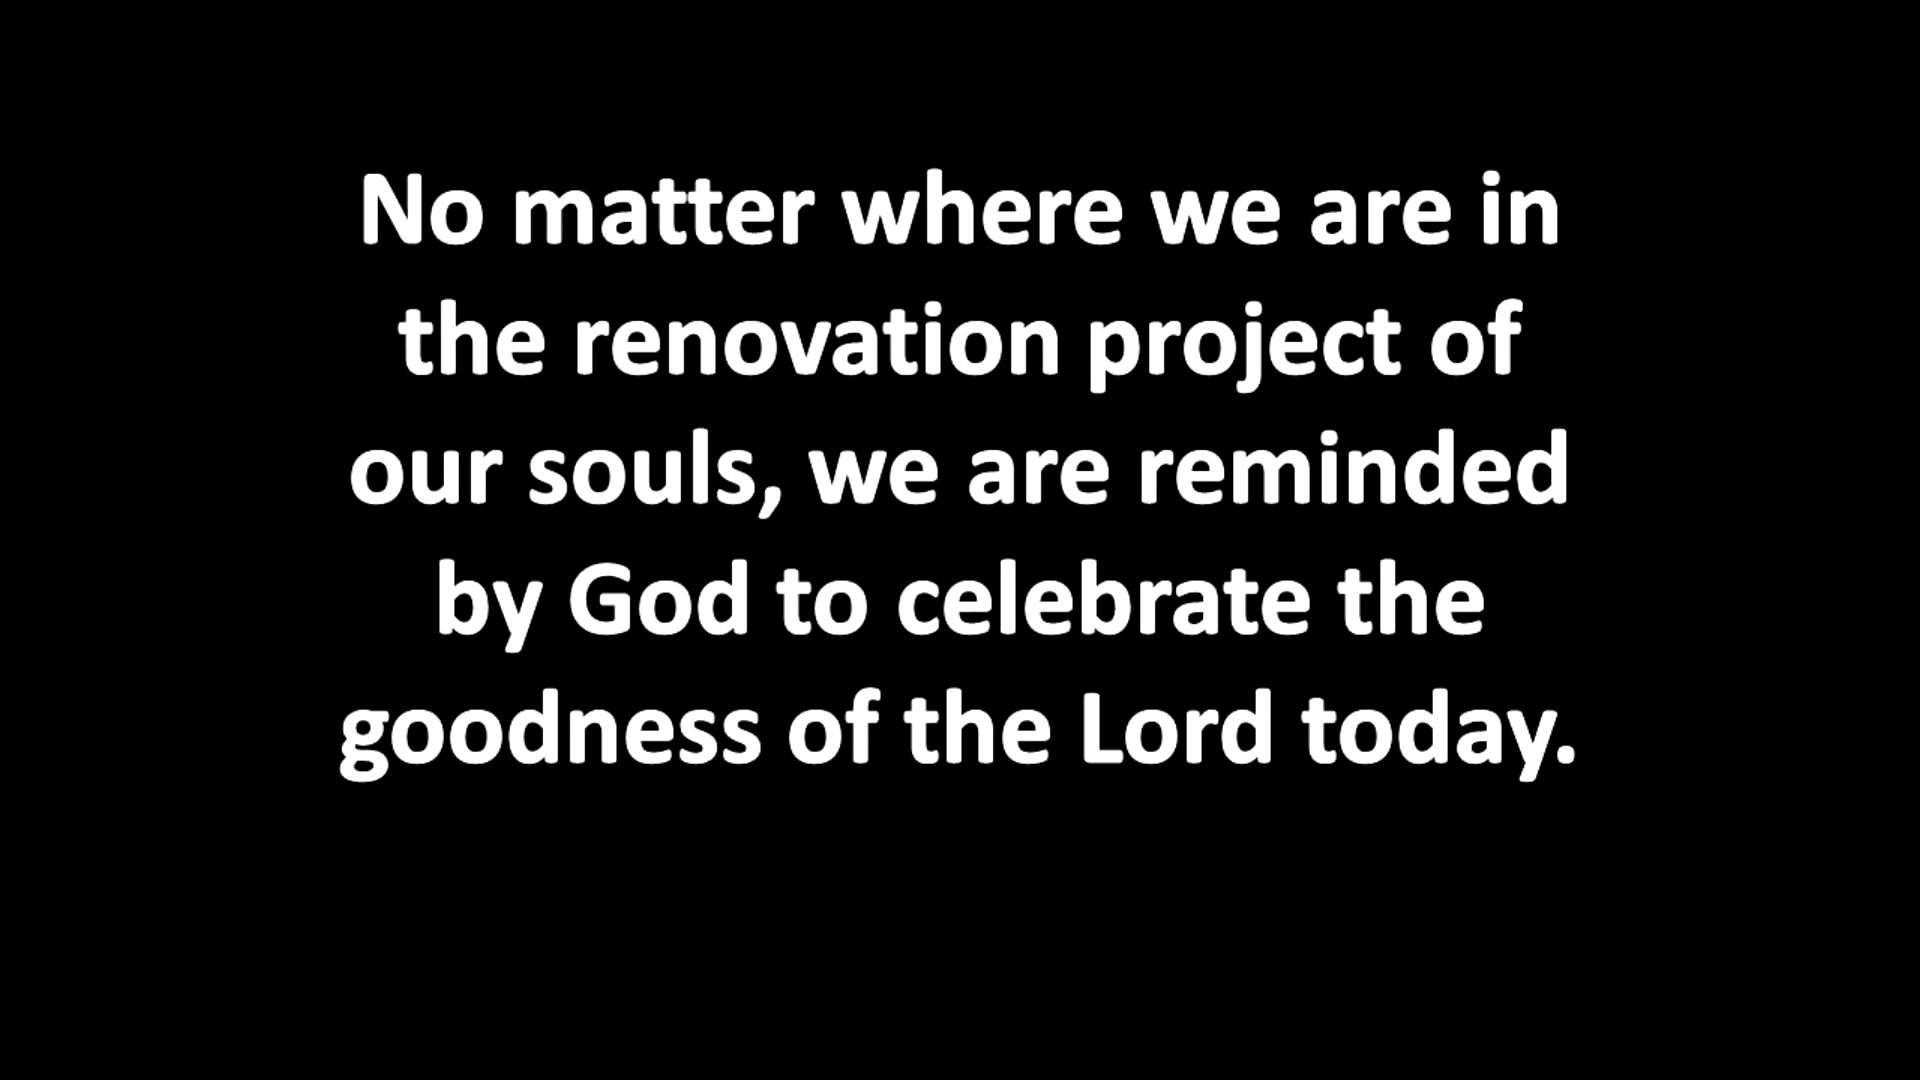 No matter where we are in
the renovation project of
our souls, we are reminded
by God to celebrate the
goodness of the Lord today.